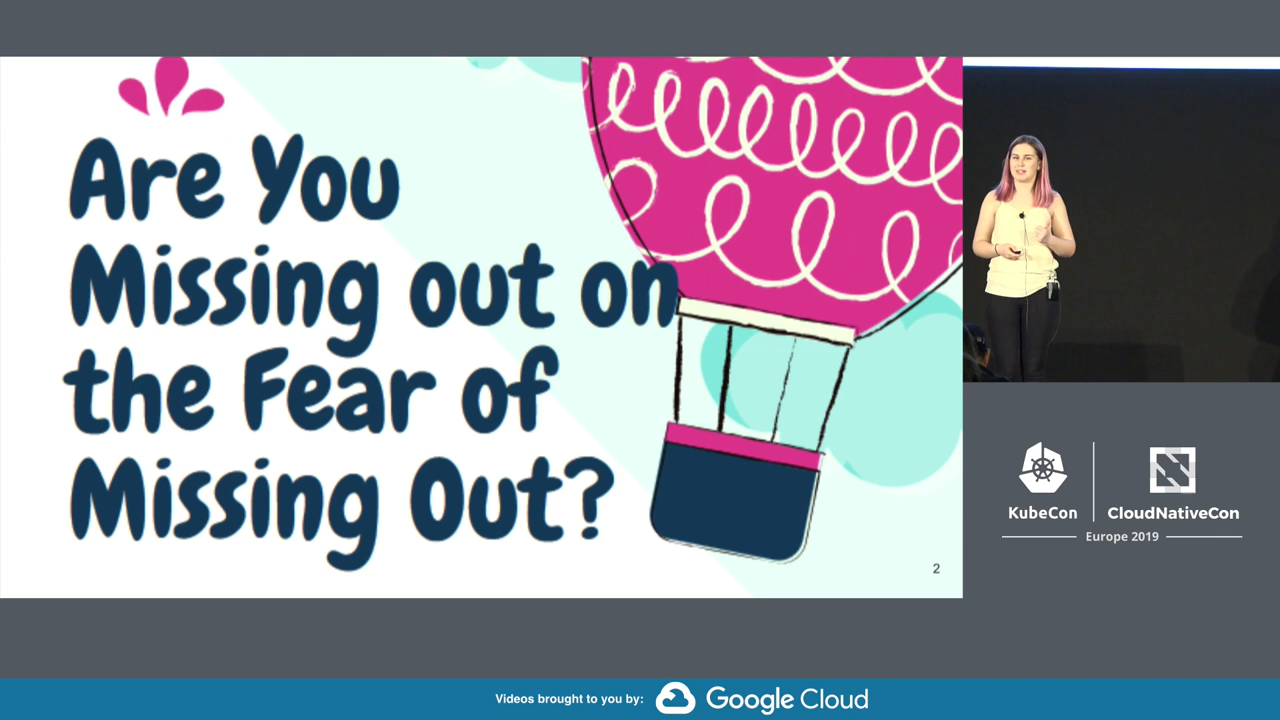 Are You
Missing out on
the Fear of
Missing Out?
2
KubeCon
CloudNativeCon
Europe 2019
Videos brought to you by:
Google Cloud